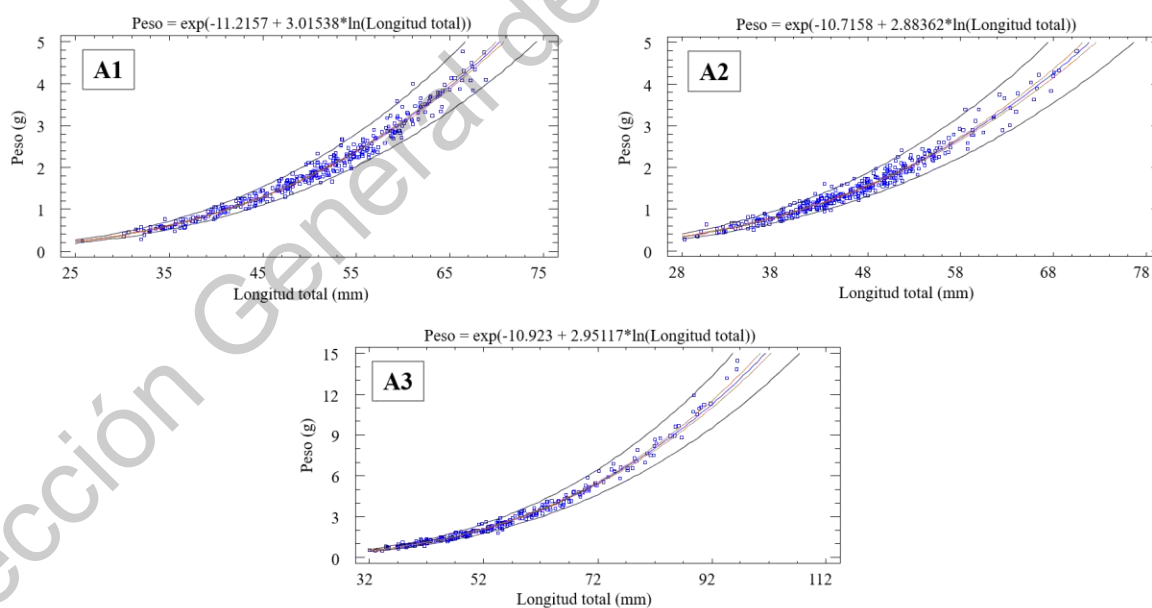 Peso = exp(-11.2157 + 3.01538*ln(Longitud total))
A1
Peso (g)
5
4
3
2
1
0
25 35 45 55 65 75
Longitud total (mm)
Peso = exp(-10.7158 + 2.88362*ln(Longitud total))
A2
Peso (g)
5
4
3
2
1
0
28 38 48 58 68 78
Longitud total (mm)
Peso = exp(-10.923 + 2.95117*ln(Longitud total))
A3
Peso (g)
15
12
9
6
3
0
32 52 72 92 112
Longitud total (mm)
ección General de